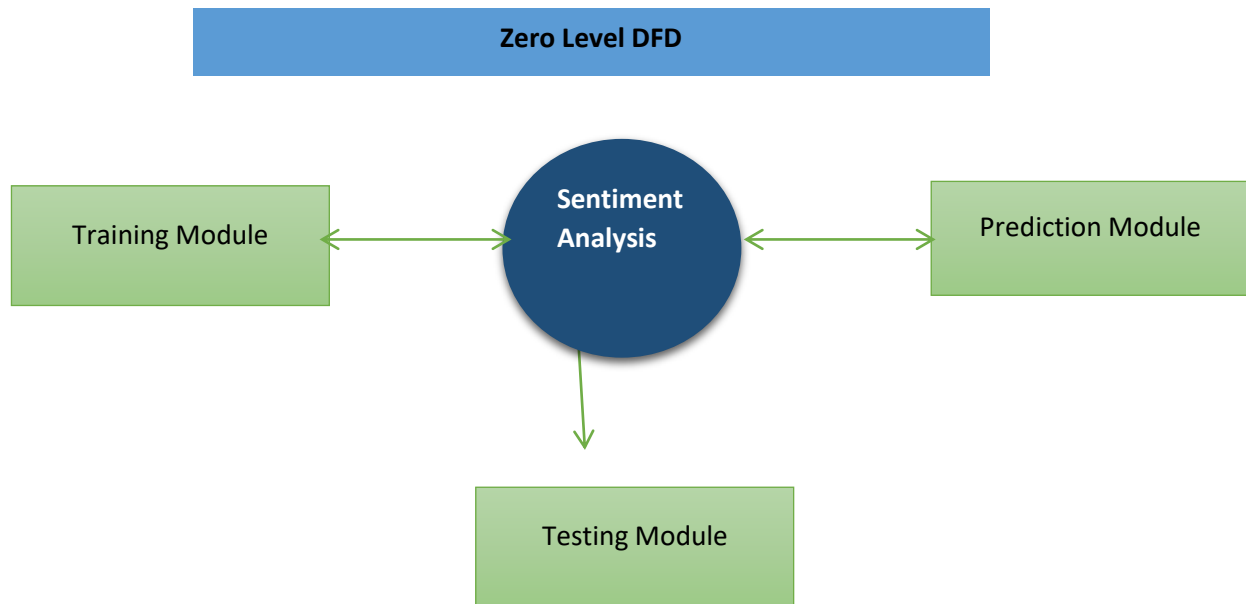 Zero Level DFD
Sentiment
Analysis
Training Module
Prediction Module
Testing Module